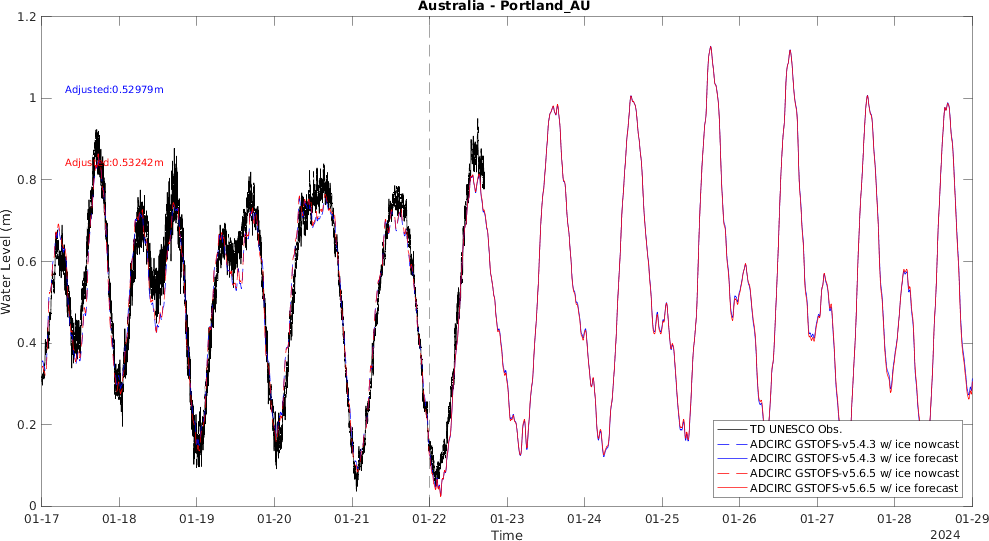 Australia - Portland_AU
1.2
1
0.8
0.6
0.4
0.2
0
Water Level (m)
Adjusted:0.52979m
Adjusted:0.53242m
TD UNESCO Obs.
ADCIRC GSTOFS-v5.4.3 w/ ice nowcast
ADCIRC GSTOFS-v5.4.3 w/ ice forecast
ADCIRC GSTOFS-v5.6.5 w/ ice nowcast
ADCIRC GSTOFS-v5.6.5 w/ ice forecast
01-17 01-18 01-19 01-20 01-21 01-22 01-23 01-24 01-25 01-26 01-27 01-28 01-29
Time
2024